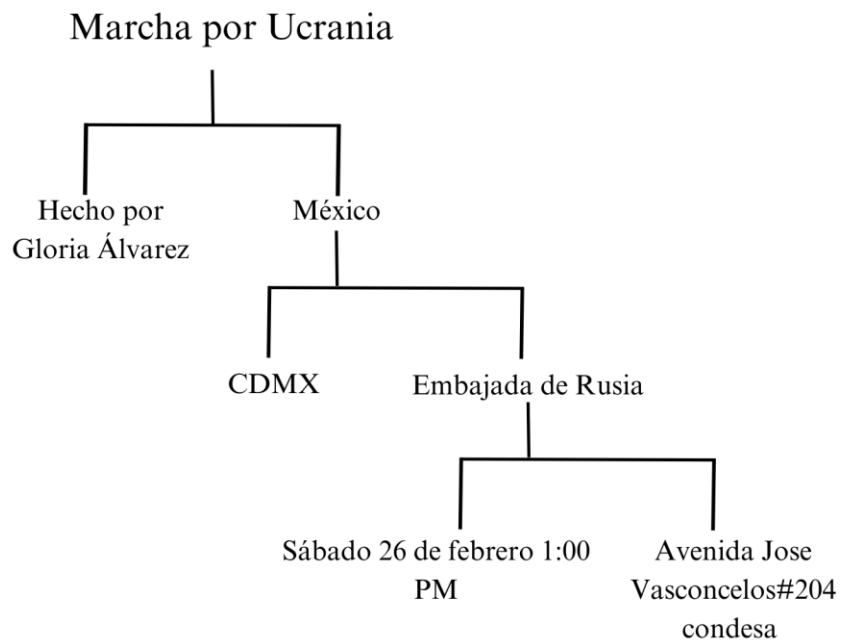 Marcha por Ucrania
Hecho por
Gloria Álvarez
México
CDMX
Embajada de Rusia
Sábado 26 de febrero 1:00
PM
Avenida Jose
Vasconcelos#204
condesa